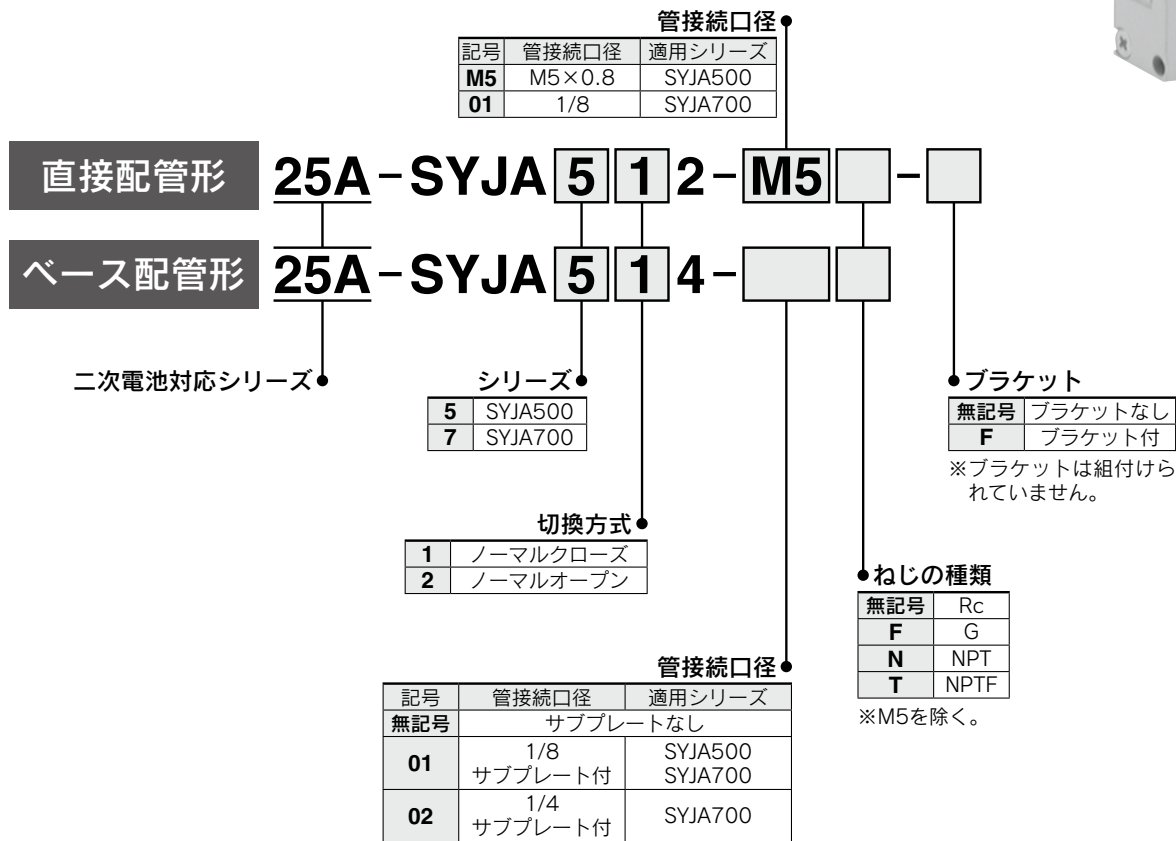 管接続口径
記号 管接続口径 適用シリーズ
M5 M5×0.8 SYJA500
01 1/8 SYJA700
直接配管形 25A-SYJA 5 1 2-M5 -
ベース配管形 25A-SYJA 5 1 4-
二次電池対応シリーズ
シリーズ
5 SYJA500
7 SYJA700
ブラケット
無記号 ブラケットなし
F ブラケット付
※ブラケットは組付けら
れていません。
切換方式
1 ノーマルクローズ
2 ノーマルオープン
ねじの種類
無記号 Rc
F G
N NPT
T NPTF
※M5を除く。
管接続口径
記号 管接続口径 適用シリーズ
無記号 サブプレートなし
01 1/8 サブプレート付 SYJA500 SYJA700
02 1/4 サブプレート付 SYJA700